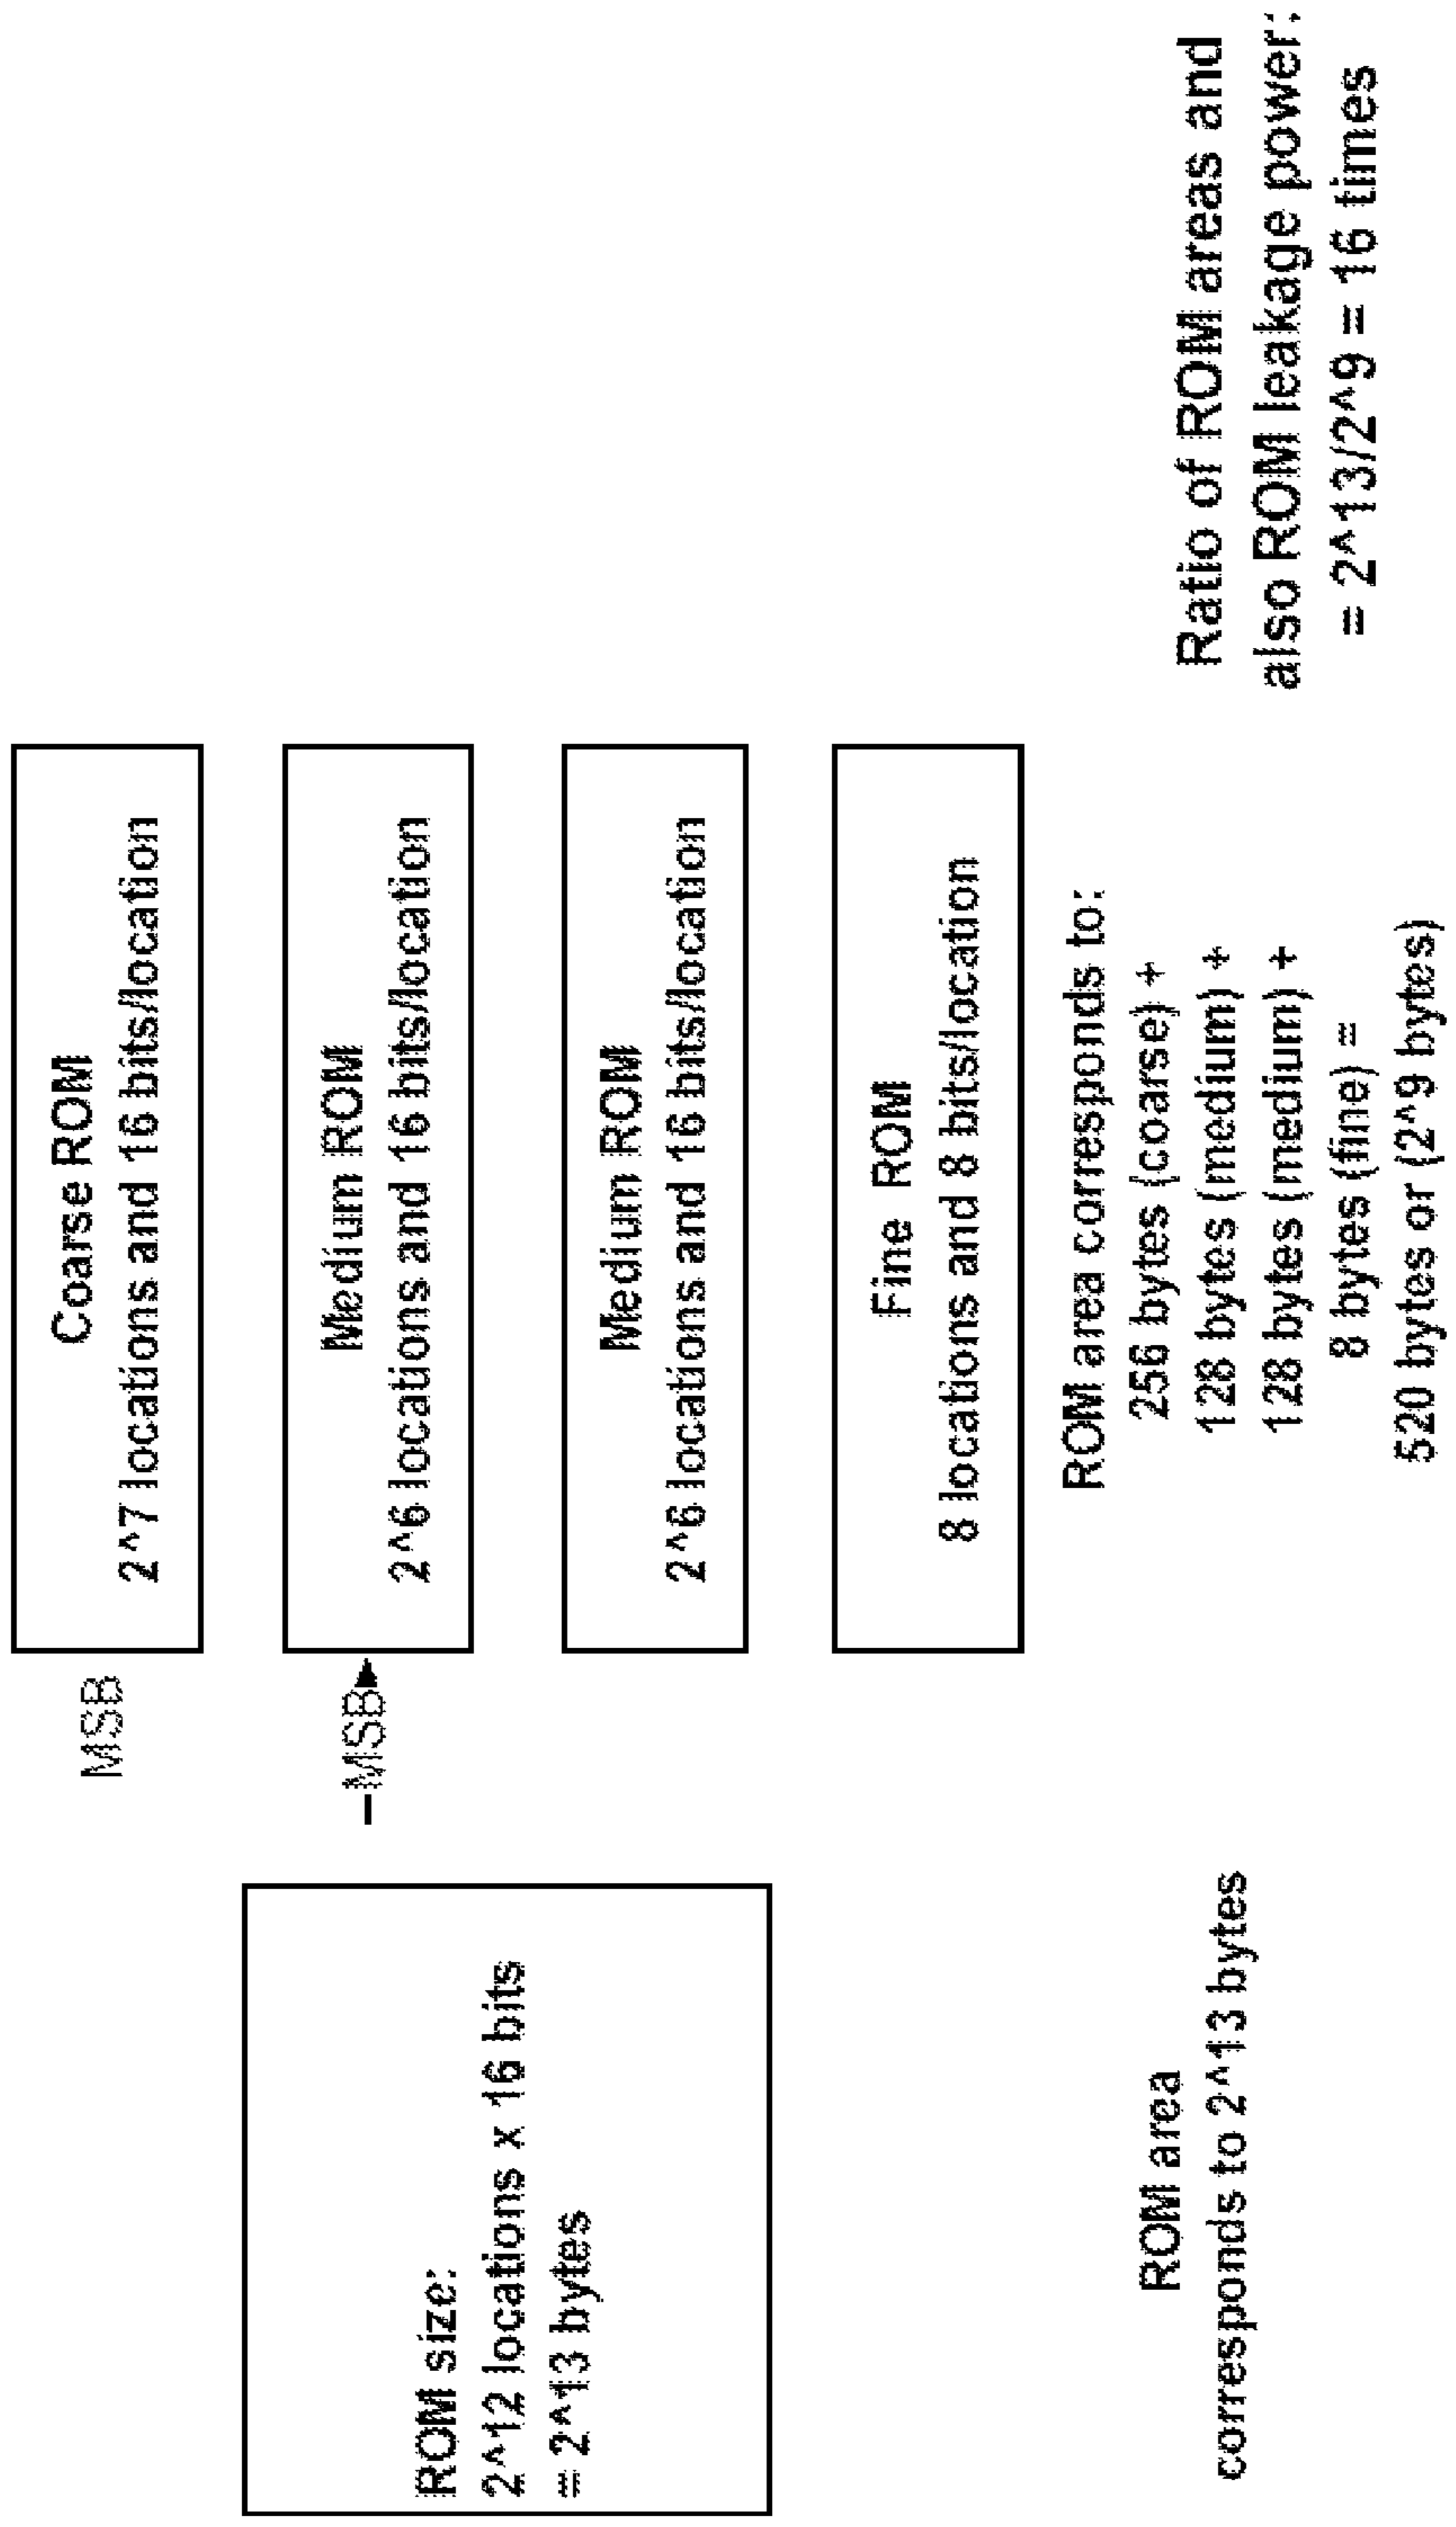 ROM size:
2^12 locations x 16 bits
= 2^13 bytes
ROM area
corresponds to 2^13 bytes
MSB
MSB
Coarse ROM
2^7 locations and 16 bits/location
Medium ROM
2^6 locations and 16 bits/location
Medium ROM
2^6 locations and 16 bits/location
Fine ROM
8 locations and 8 bits/location
ROM area corresponds to:
256 bytes (coarse) +
128 bytes (medium) +
128 bytes (medium) +
8 bytes (fine) =
520 bytes or (2^9 bytes)
Ratio of ROM areas and
also ROM leakage power:
= 2^13/2^9 = 16 times